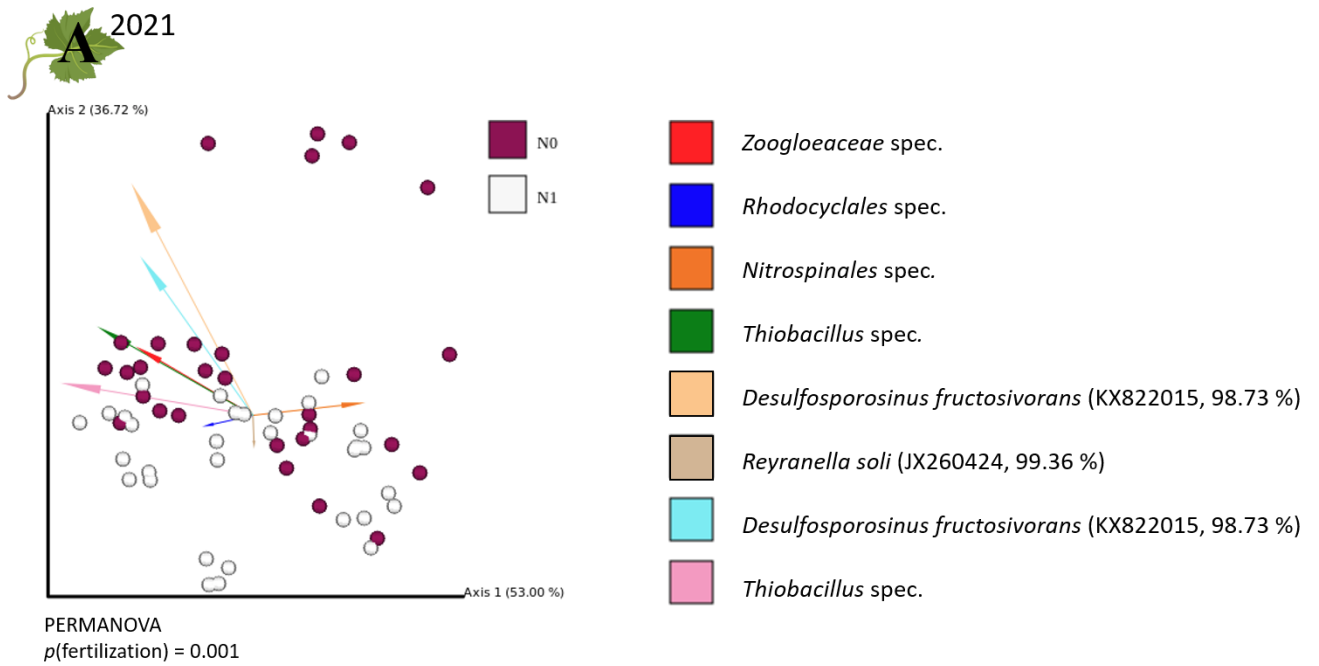 A 2021
Axis 2 (36.72 %)
N0
N1
Zoogloeaceae spec.
Rhodocyclales spec.
Nitrospinales spec.
Thiobacillus spec.
Desulfosporosinus fructosivorans (KX822015, 98.73 %)
Reyranella soli (JX260424, 99.36 %)
Desulfosporosinus fructosivorans (KX822015, 98.73 %)
Thiobacillus spec.
Axis 1 (53.00 %)
PERMANOVA
p(fertilization) = 0.001